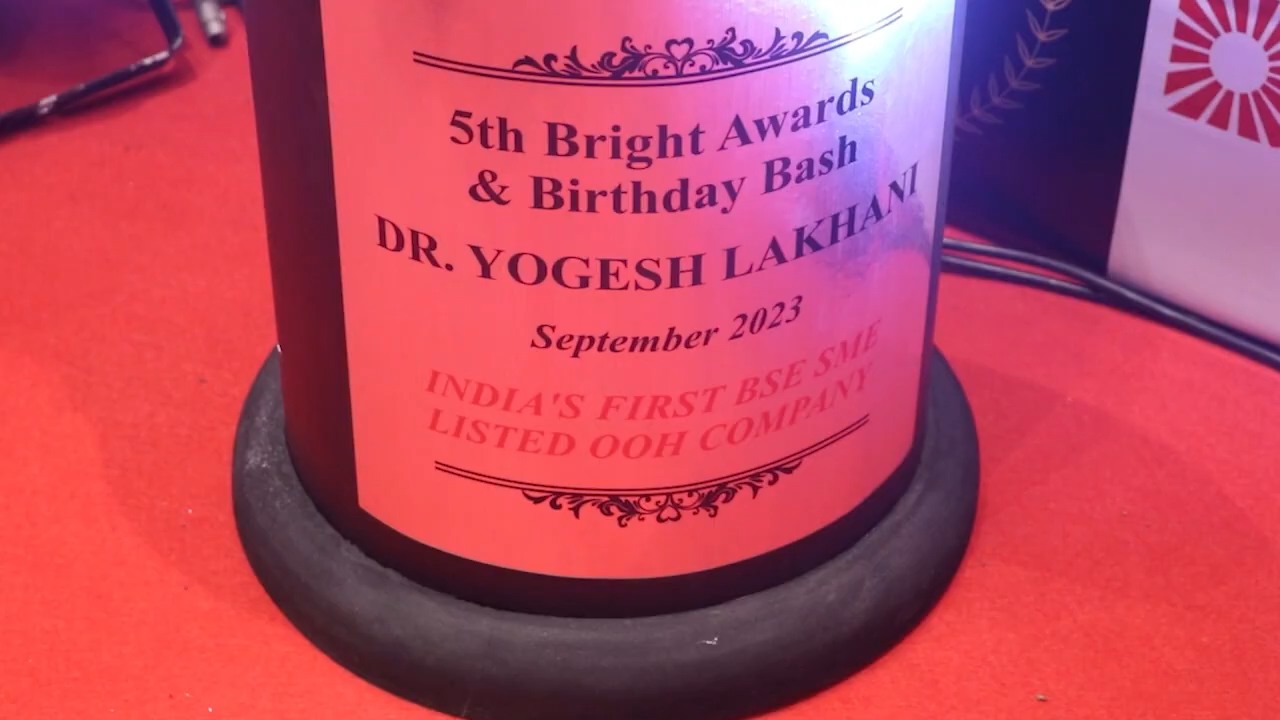 5th Bright Awards
& Birthday Bash
DR. YOGESH LAKHANI
September 2023
INDIA'S FIRST BSE SME
LISTED OOH COMPANY